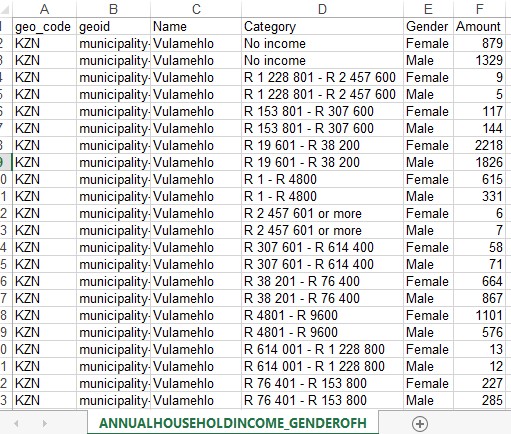 A B C D E F
1 geo_code geoid Name Category Gender Amount
2 KZN municipality- Vulamehlo No income Female 879
3 KZN municipality- Vulamehlo No income Male 1329
4 KZN municipality- Vulamehlo R 1 228 801 - R 2 457 600 Female 9
5 KZN municipality- Vulamehlo R 1 228 801 - R 2 457 600 Male 5
6 KZN municipality- Vulamehlo R 153 801 - R 307 600 Female 117
7 KZN municipality- Vulamehlo R 153 801 - R 307 600 Male 144
8 KZN municipality- Vulamehlo R 19 601 - R 38 200 Female 2218
9 KZN municipality- Vulamehlo R 19 601 - R 38 200 Male 1826
0 KZN municipality- Vulamehlo R 1 - R 4800 Female 615
1 KZN municipality- Vulamehlo R 1 - R 4800 Male 331
2 KZN municipality- Vulamehlo R 2 457 601 or more Female 6
3 KZN municipality- Vulamehlo R 2 457 601 or more Male 7
4 KZN municipality- Vulamehlo R 307 601 - R 614 400 Female 58
5 KZN municipality- Vulamehlo R 307 601 - R 614 400 Male 71
6 KZN municipality- Vulamehlo R 38 201 - R 76 400 Female 664
7 KZN municipality- Vulamehlo R 38 201 - R 76 400 Male 867
8 KZN municipality- Vulamehlo R 4801 - R 9600 Female 1101
9 KZN municipality- Vulamehlo R 4801 - R 9600 Male 576
0 KZN municipality- Vulamehlo R 614 001 - R 1 228 800 Female 13
1 KZN municipality- Vulamehlo R 614 001 - R 1 228 800 Male 12
2 KZN municipality- Vulamehlo R 76 401 - R 153 800 Female 227
3 KZN municipality- Vulamehlo R 76 401 - R 153 800 Male 285
ANNUALHOUSEHOLDINCOME_GENDEROFH